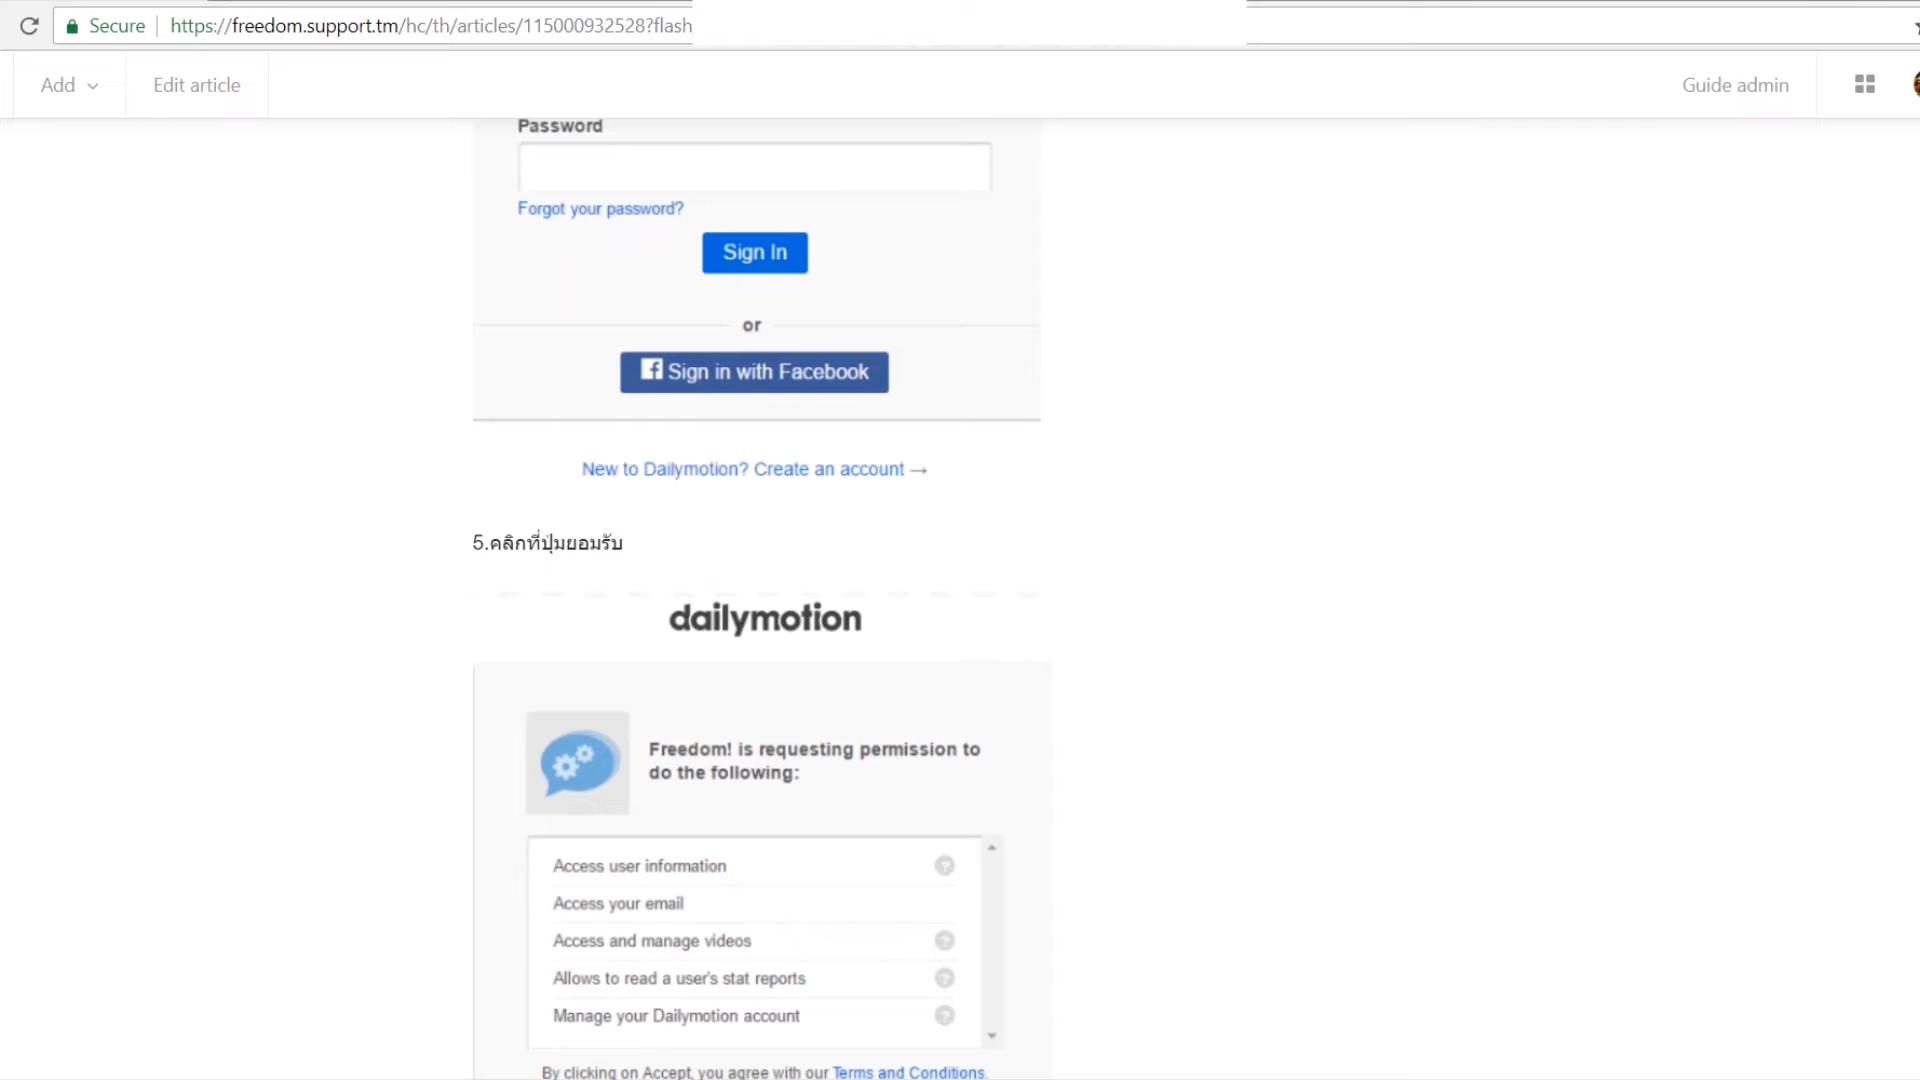 Secure https://freedom.support.tm/hc/th/articles/115000932528?flash
Add Edit article Guide admin
Password
Forgot your password?
Sign In
or
Sign in with Facebook
New to Dailymotion? Create an account →
5.คลิกที่ปุ่มยอมรับ
dailymotion
Freedom! is requesting permission to
do the following:
Access user information ?
Access your email
Access and manage videos ?
Allows to read a user's stat reports ?
Manage your Dailymotion account ?
By clicking on Accept, you agree with our Terms and Conditions.